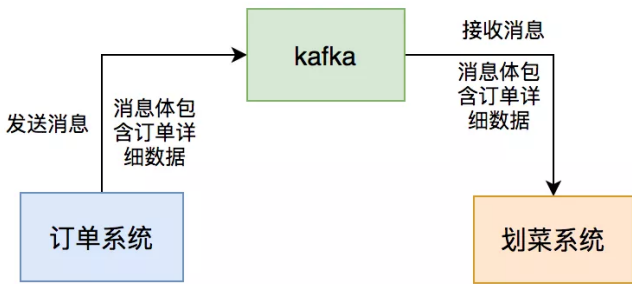 kafka
发送消息
消息体包
含订单详
细数据
接收消息
消息体包
含订单详
细数据
订单系统
划菜系统